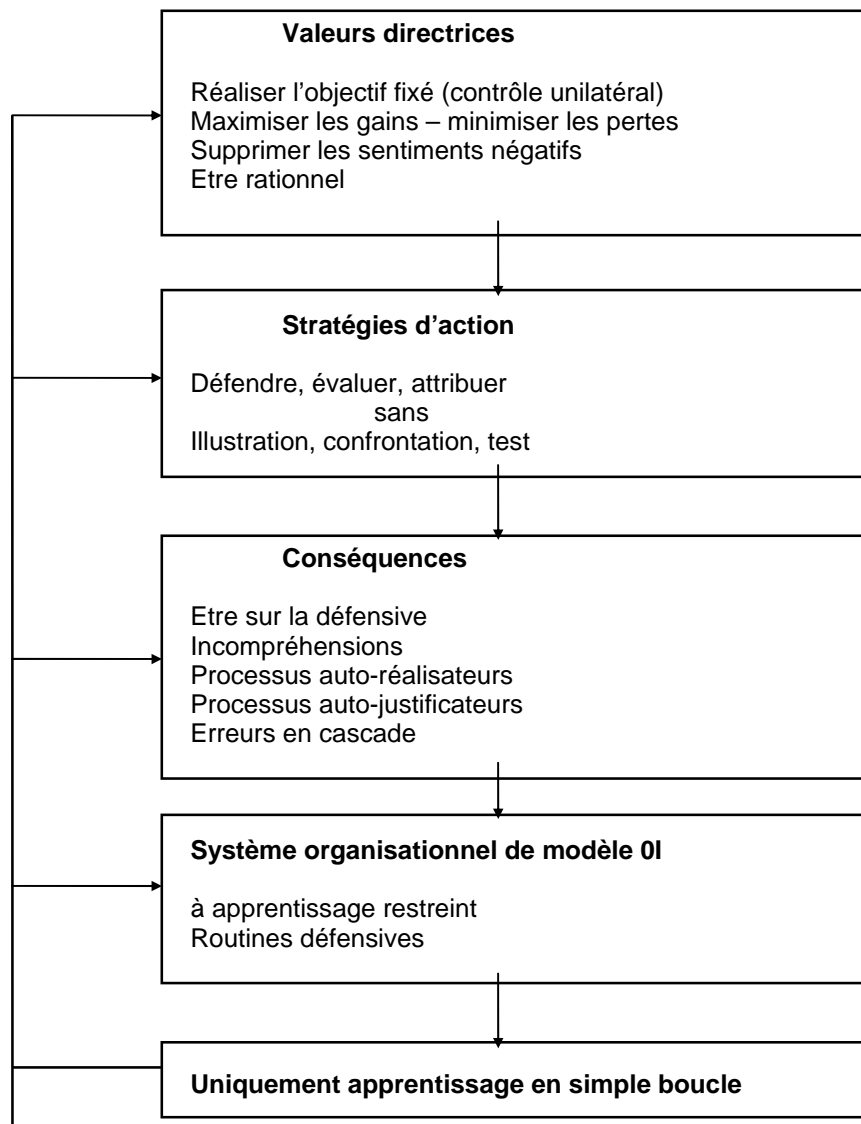 Valeurs directrices
Réaliser l'objectif fixé (contrôle unilatéral)
Maximiser les gains – minimiser les pertes
Supprimer les sentiments négatifs
Etre rationnel
Stratégies d'action
Défendre, évaluer, attribuer
sans
Illustration, confrontation, test
Conséquences
Etre sur la défensive
Incompréhensions
Processus auto-réalisateurs
Processus auto-justificateurs
Erreurs en cascade
Système organisationnel de modèle 0I
à apprentissage restreint
Routines défensives
Uniquement apprentissage en simple boucle